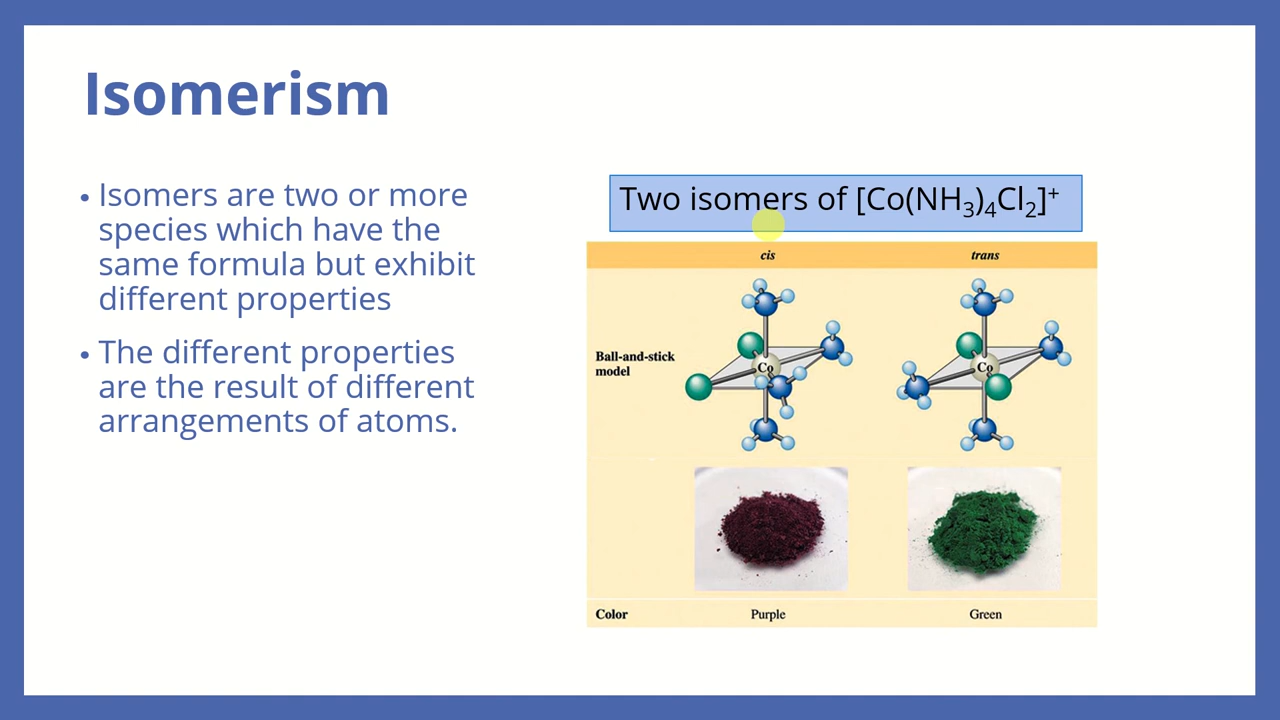 Isomerism
• Isomers are two or more
species which have the
same formula but exhibit
different properties
• The different properties
are the result of different
arrangements of atoms.
Two isomers of [Co(NH₃)₄Cl₂]⁺
cis trans
Ball-and-stick
model
Co Co
Color Purple Green